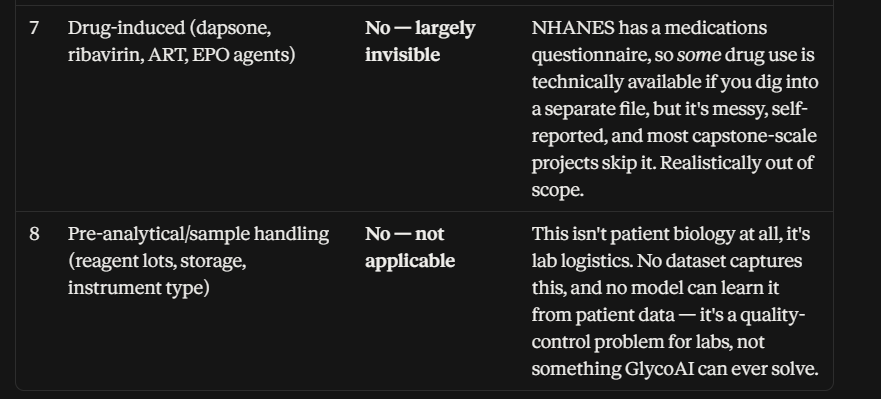 7
Drug-induced (dapsone,
ribavirin, ART, EPO agents)
No — largely
invisible
NHANES has a medications
questionnaire, so some drug use is
technically available if you dig into
a separate file, but it's messy, self-
reported, and most capstone-scale
projects skip it. Realistically out of
scope.
8
Pre-analytical/sample handling
(reagent lots, storage,
instrument type)
No — not
applicable
This isn't patient biology at all, it's
lab logistics. No dataset captures
this, and no model can learn it
from patient data — it's a quality-
control problem for labs, not
something GlycoAI can ever solve.